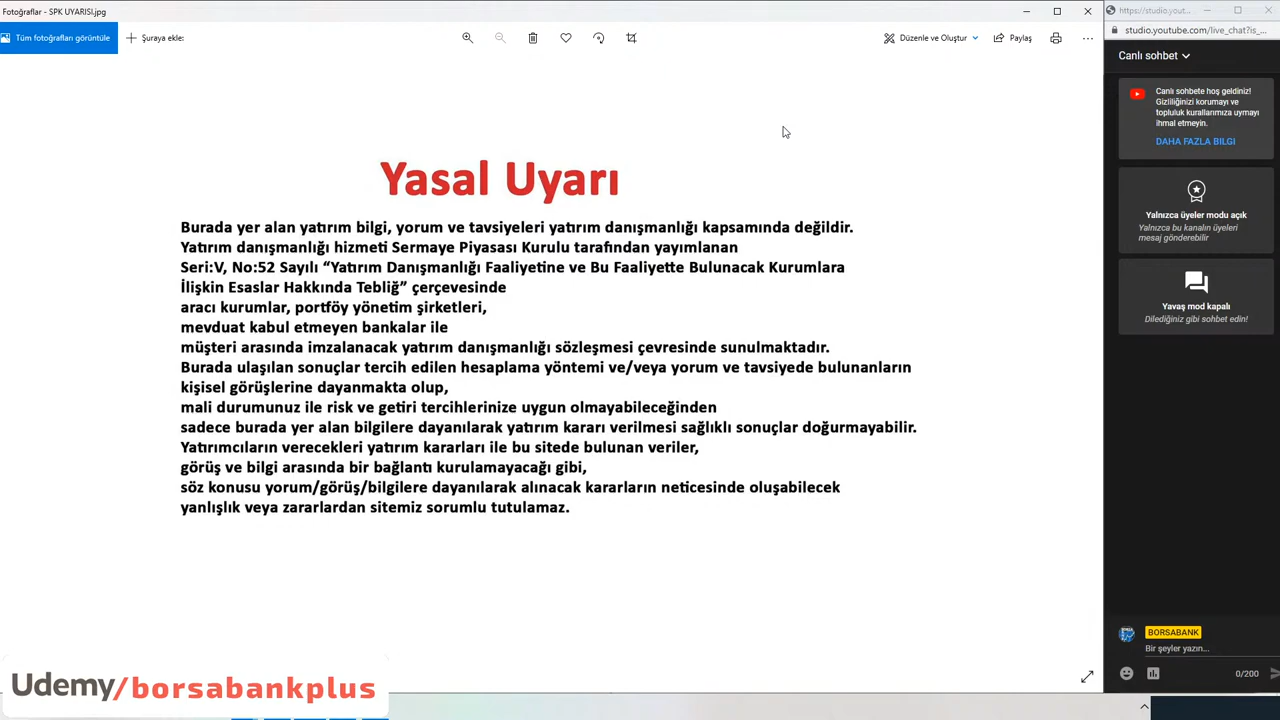 Fotoğraflar - SPK UYARISI.jpg
Tüm fotoğrafları görüntüle
Şuraya ekle:
Düzenle ve Oluştur
Paylaş
Yasal Uyarı
Burada yer alan yatırım bilgi, yorum ve tavsiyeleri yatırım danışmanlığı kapsamında değildir.
Yatırım danışmanlığı hizmeti Sermaye Piyasası Kurulu tarafından yayımlanan
Seri:V, No:52 Sayılı “Yatırım Danışmanlığı Faaliyetine ve Bu Faaliyette Bulunacak Kurumlara
İlişkin Esaslar Hakkında Tebliğ” çerçevesinde
aracı kurumlar, portföy yönetim şirketleri,
mevduat kabul etmeyen bankalar ile
müşteri arasında imzalanacak yatırım danışmanlığı sözleşmesi çevresinde sunulmaktadır.
Burada ulaşılan sonuçlar tercih edilen hesaplama yöntemi ve/veya yorum ve tavsiyede bulunanların
kişisel görüşlerine dayanmakta olup,
mali durumunuz ile risk ve getiri tercihlerinize uygun olmayabileceğinden
sadece burada yer alan bilgilere dayanılarak yatırım kararı verilmesi sağlıklı sonuçlar doğurmayabilir.
Yatırımcıların verecekleri yatırım kararları ile bu sitede bulunan veriler,
görüş ve bilgi arasında bir bağlantı kurulamayacağı gibi,
söz konusu yorum/görüş/bilgilere dayanılarak alınacak kararların neticesinde oluşabilecek
yanlışlık veya zararlardan sitemiz sorumlu tutulamaz.
Udemy/borsabankplus
https://studio.yout...
studio.youtube.com/live_chat?is_...
Canlı sohbet
Canlı sohbete hoş geldiniz!
Gizliliğinizi korumayı ve
topluluk kurallarımıza uymayı
ihmal etmeyin.
DAHA FAZLA BILGI
Yalnızca üyeler modu açık
Yalnızca bu kanalın üyeleri
mesaj gönderebilir
Yavaş mod kapalı
Dilediğiniz gibi sohbet edin!
BORSABANK
Bir şeyler yazın...
0/200